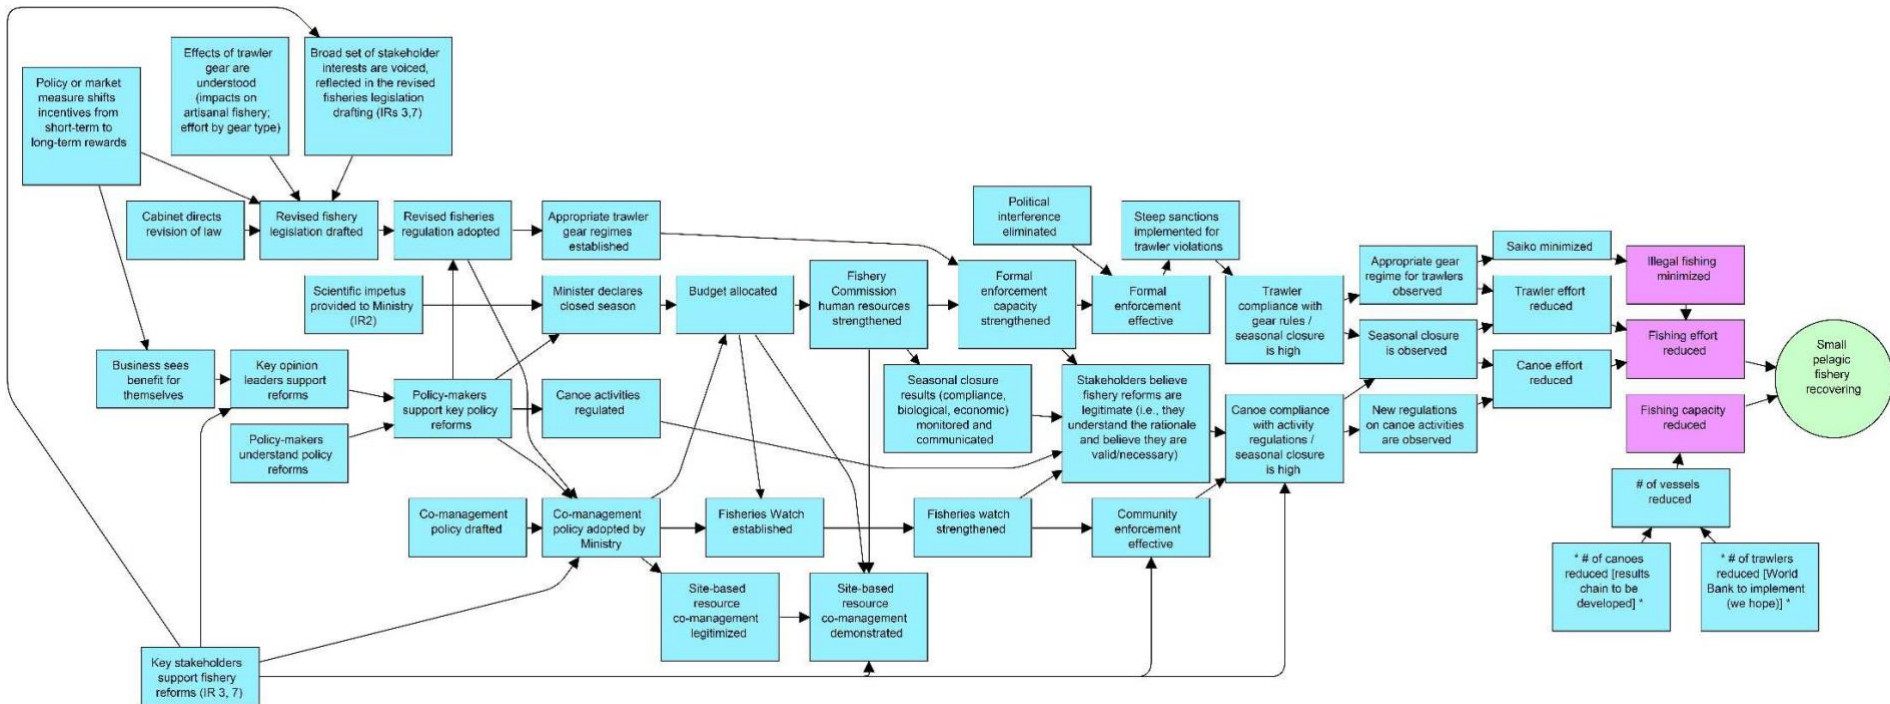 Policy or market
measure shifts
incentives from
short-term to
long-term rewards
Effects of trawler
gear are
understood
(impacts on
artisanal fishery;
effort by gear type)
Broad set of stakeholder
interests are voiced,
reflected in the revised
fisheries legislation
drafting (IRs 3,7)
Cabinet directs
revision of law
Revised fishery
legislation drafted
Revised fisheries
regulation adopted
Appropriate trawler
gear regimes
established
Political
interference
eliminated
Steep sanctions
implemented for
trawler violations
Scientific impetus
provided to Ministry
(IR2)
Minister declares
closed season
Budget allocated
Fishery
Commission
human resources
strengthened
Formal
enforcement
capacity
strengthened
Formal
enforcement
effective
Trawler
compliance with
gear rules /
seasonal closure
is high
Appropriate gear
regime for trawlers
observed
Saiko minimized
Illegal fishing
minimized
Trawler effort
reduced
Seasonal closure
is observed
Fishing effort
reduced
Small
pelagic
fishery
recovering
Business sees
benefit for
themselves
Key opinion
leaders support
reforms
Policy-makers
understand policy
reforms
Policy-makers
support key policy
reforms
Canoe activities
regulated
Seasonal closure
results (compliance,
biological, economic)
monitored and
communicated
Stakeholders believe
fishery reforms are
legitimate (i.e., they
understand the rationale
and believe they are
valid/necessary)
Canoe compliance
with activity
regulations /
seasonal closure
is high
Canoe effort
reduced
New regulations
on canoe activities
are observed
Fishing capacity
reduced
# of vessels
reduced
* # of canoes
reduced [results
chain to be
developed] *
* # of trawlers
reduced [World
Bank to implement
(we hope)] *
Co-management
policy drafted
Co-management
policy adopted by
Ministry
Fisheries Watch
established
Fisheries watch
strengthened
Community
enforcement
effective
Site-based
resource
co-management
legitimized
Site-based
resource
co-management
demonstrated
Key stakeholders
support fishery
reforms (IR 3, 7)